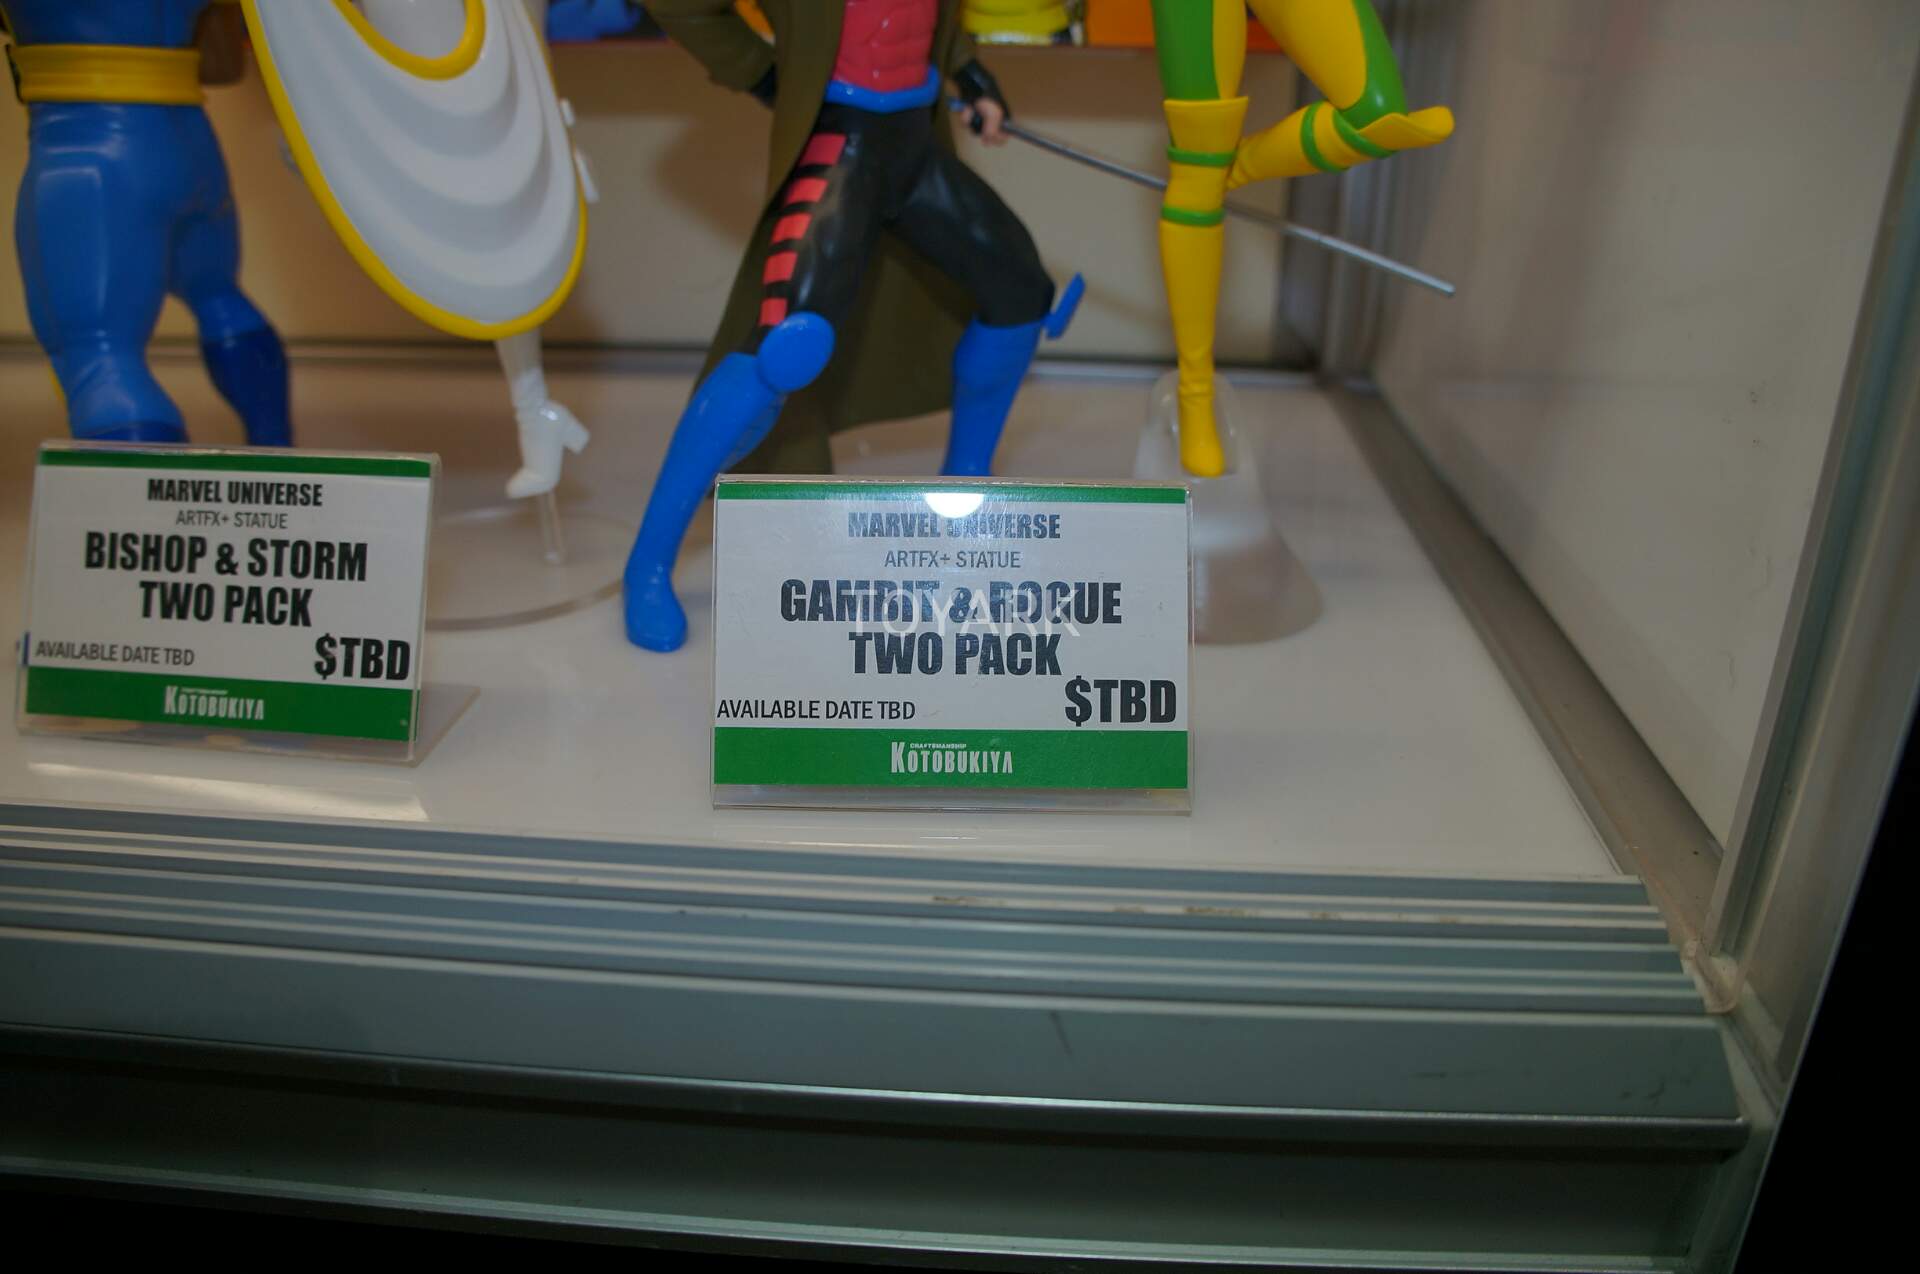 MARVEL UNIVERSE
ARTFX+ STATUE
BISHOP & STORM
TWO PACK
AVAILABLE DATE TBD
$TBD
CRAFTSMANSHIP
KOTOBUKIYA
MARVEL UNIVERSE
ARTFX+ STATUE
GAMBIT & ROGUE
TOYARK
TWO PACK
$TBD
AVAILABLE DATE TBD
CRAFTSMANSHIP
KOTOBUKIYA